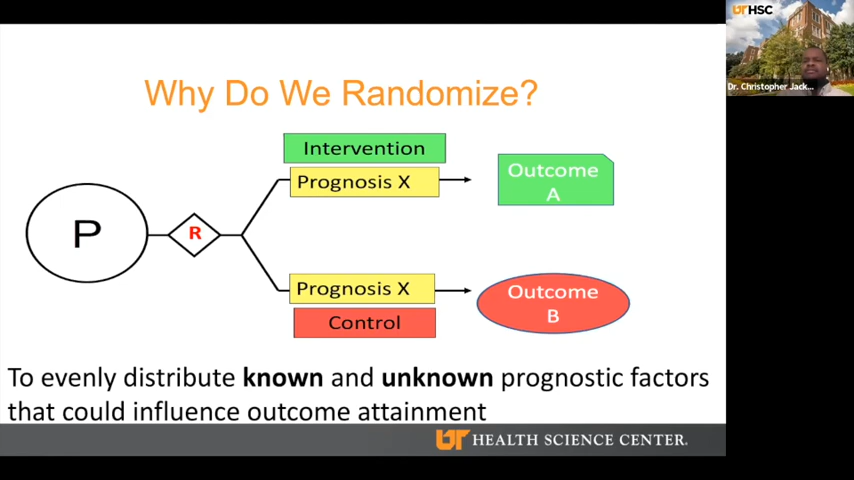 UTHSC
Dr. Christopher Jack...
Why Do We Randomize?
Intervention
Prognosis X
Outcome
A
P
R
Prognosis X
Control
Outcome
B
To evenly distribute known and unknown prognostic factors
that could influence outcome attainment
UT HEALTH SCIENCE CENTER.